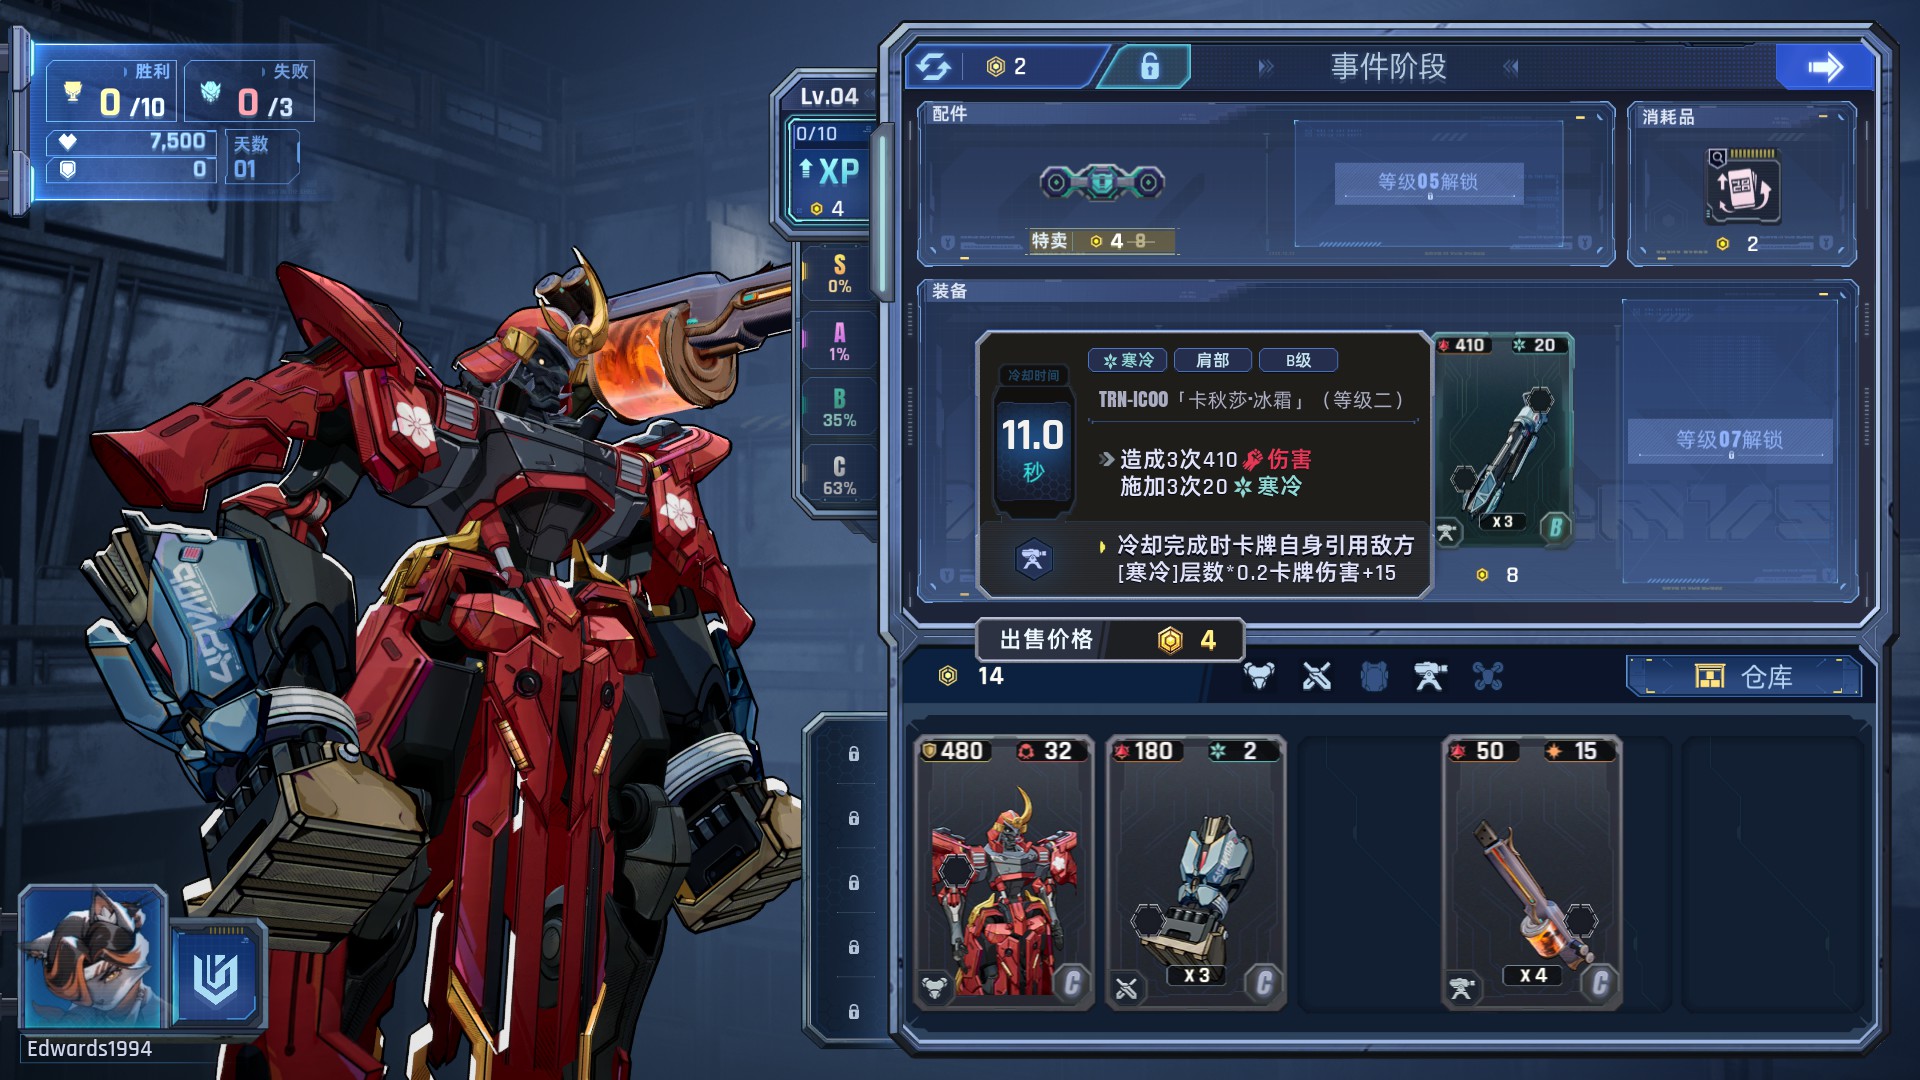 胜利
0 /10
失败
0 /3
7,500
0
天数
01
Lv.04
0/10
XP
4
S
0%
A
1%
B
35%
C
63%
2
事件阶段
配件
特卖 4 8
等级05解锁
消耗品
2
装备
寒冷
肩部
B级
冷却时间
11.0
秒
TRN-IC00「卡秋莎·冰霜」（等级二）
造成3次410 伤害
施加3次20 寒冷
冷却完成时卡牌自身引用敌方
[寒冷]层数*0.2卡牌伤害+15
410 20
x3
B
8
等级07解锁
出售价格 4
14
仓库
480 32
C
180 2
x3
C
50 15
x4
C
Edwards1994